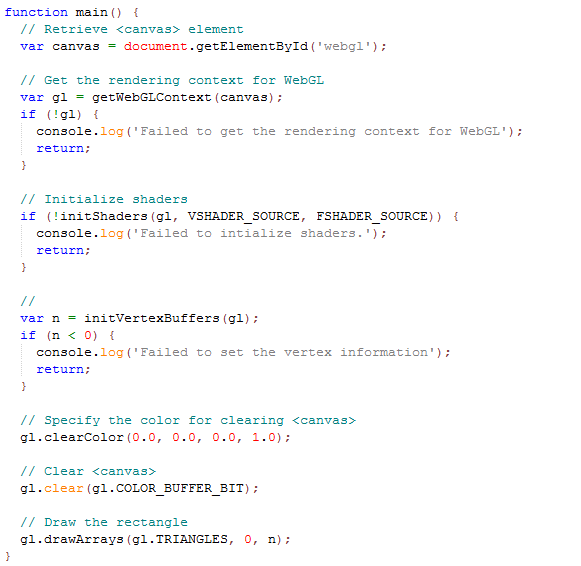 function main() {
  // Retrieve <canvas> element
  var canvas = document.getElementById('webgl');

  // Get the rendering context for WebGL
  var gl = getWebGLContext(canvas);
  if (!gl) {
    console.log('Failed to get the rendering context for WebGL');
    return;
  }

  // Initialize shaders
  if (!initShaders(gl, VSHADER_SOURCE, FSHADER_SOURCE)) {
    console.log('Failed to intialize shaders.');
    return;
  }

  //
  var n = initVertexBuffers(gl);
  if (n < 0) {
    console.log('Failed to set the vertex information');
    return;
  }

  // Specify the color for clearing <canvas>
  gl.clearColor(0.0, 0.0, 0.0, 1.0);

  // Clear <canvas>
  gl.clear(gl.COLOR_BUFFER_BIT);

  // Draw the rectangle
  gl.drawArrays(gl.TRIANGLES, 0, n);
}